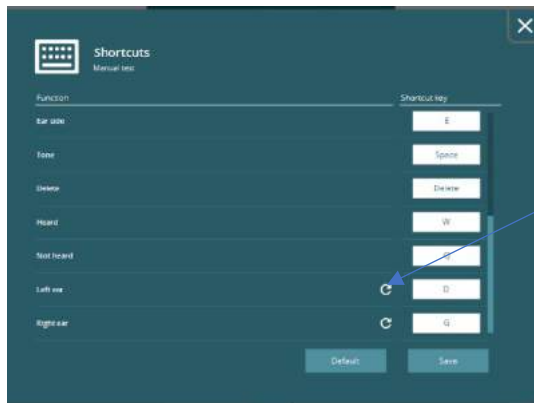 Shortcuts
Manual test
Function Shortcut key
Ear side E
Tone Space
Delete Delete
Heard W
Not heard Q
Left ear D
Right ear G
Default Save